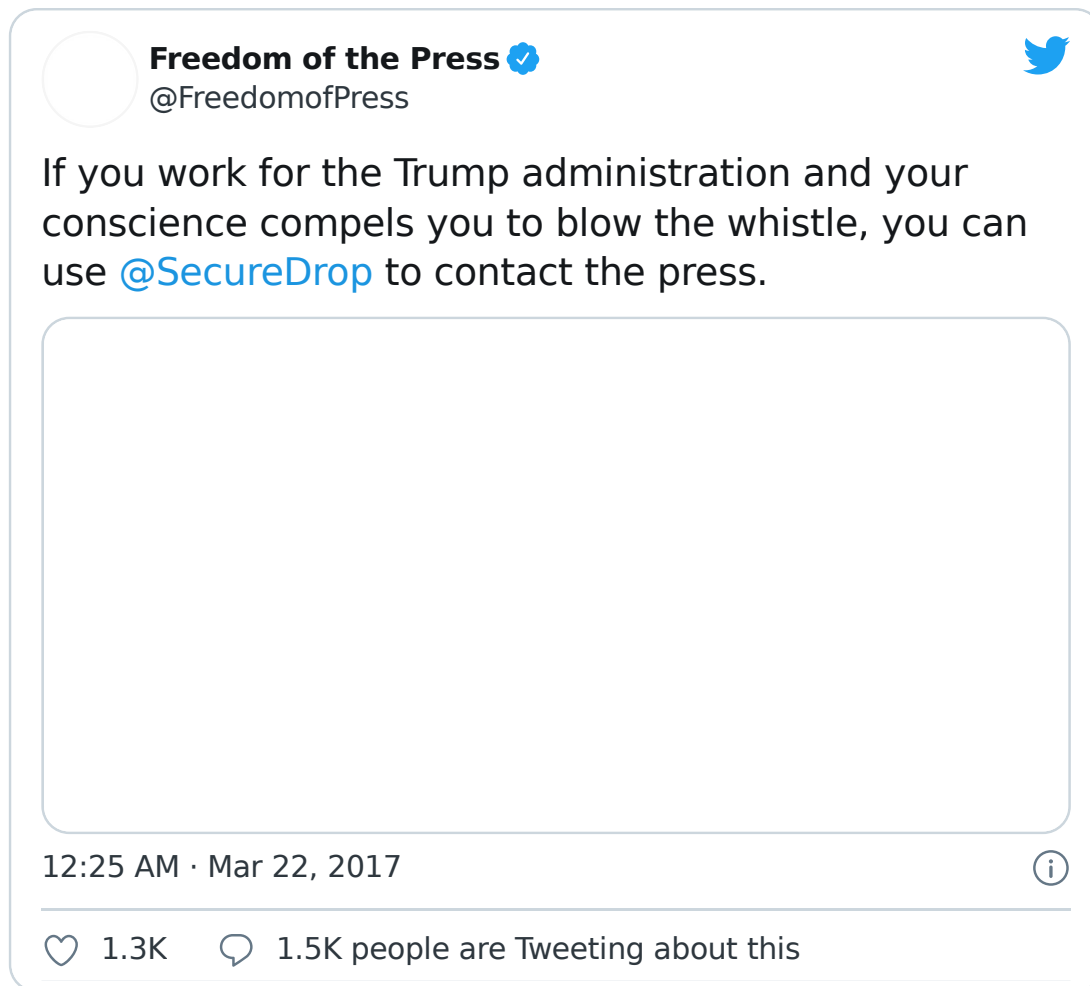 Freedom of the Press
@FreedomofPress
If you work for the Trump administration and your
conscience compels you to blow the whistle, you can
use @SecureDrop to contact the press.
12:25 AM · Mar 22, 2017
1.3K 1.5K people are Tweeting about this